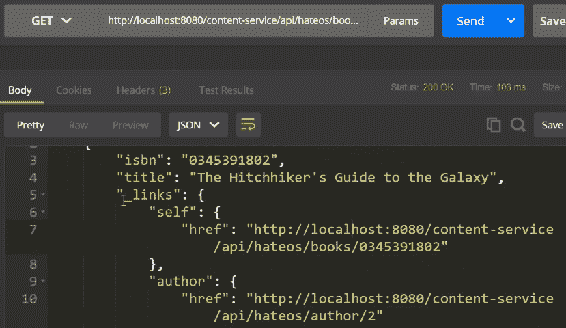 GET http://localhost:8080/content-service/api/hateos/boo... Params Send Save
Status: 200 OK Time: 103 ms Size:
Body Cookies Headers (3) Test Results
Pretty Raw Preview JSON Save
3 "isbn": "0345391802",
4 "title": "The Hitchhiker's Guide to the Galaxy",
5 "_links": {
6 "self": {
7 "href": "http://localhost:8080/content-service
/api/hateos/books/0345391802"
8 },
9 "author": {
10 "href": "http://localhost:8080/content-service
/api/hateos/author/2"